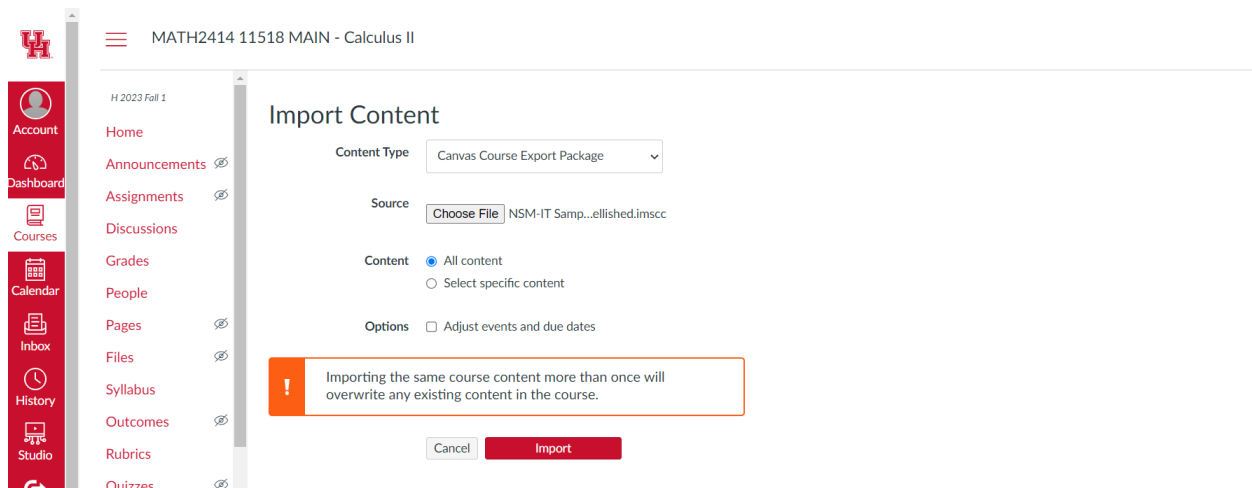 UH
MATH2414 11518 MAIN - Calculus II
Account
Dashboard
Courses
Calendar
Inbox
History
Studio
H 2023 Fall 1
Home
Announcements
Assignments
Discussions
Grades
People
Pages
Files
Syllabus
Outcomes
Rubrics
Quizzes
Import Content
Content Type Canvas Course Export Package
Source Choose File NSM-IT Samp...ellished.imscc
Content All content
Select specific content
Options Adjust events and due dates
! Importing the same course content more than once will
overwrite any existing content in the course.
Cancel Import